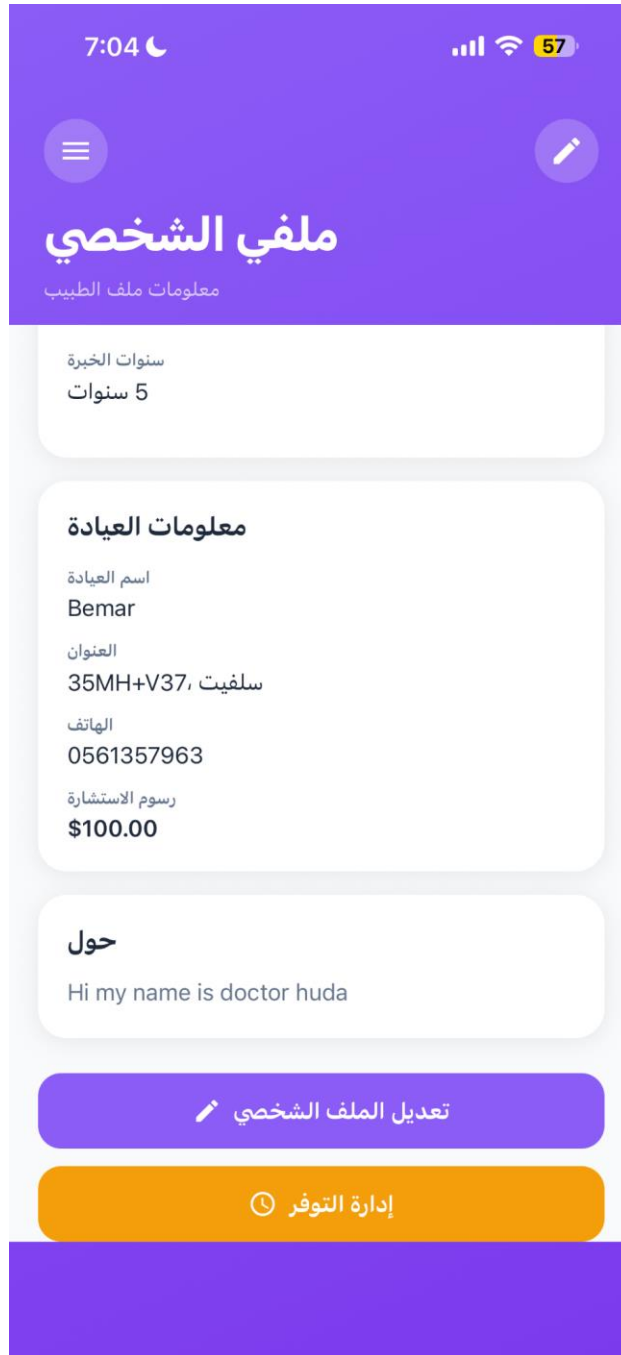 7:04
57
ملفي الشخصي
معلومات ملف الطبيب
سنوات الخبرة
5 سنوات
معلومات العيادة
اسم العيادة
Bemar
العنوان
35MH+V37، سلفيت
الهاتف
0561357963
رسوم الاستشارة
$100.00
حول
Hi my name is doctor huda
تعديل الملف الشخصي
إدارة التوفر